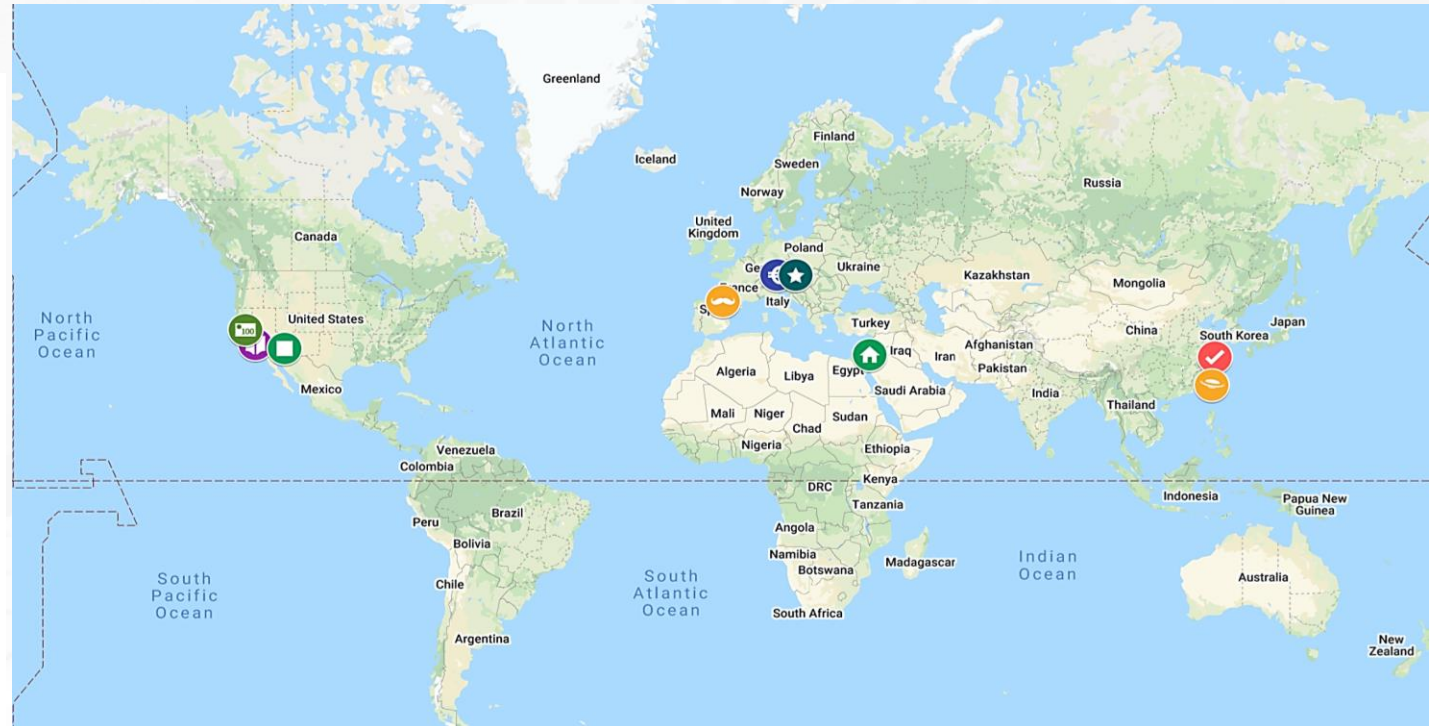 Greenland
Finland
Iceland
Sweden
Russia
Norway
United
Kingdom
Canada
Poland
Ukraine
Kazakhstan
Mongolia
Italy
North
Pacific
Ocean
United States
North
Atlantic
Ocean
Turkey
China
South Korea
Japan
100
Iraq
Iran
Afghanistan
Algeria
Libya
Egypt
Pakistan
Mexico
Saudi Arabia
India
Mali
Niger
Chad
Sudan
Thailand
Nigeria
Ethiopia
Venezuela
Colombia
Kenya
DRC
Indonesia
Papua New
Guinea
Tanzania
Peru
Brazil
Angola
Bolivia
Namibia
Botswana
Madagascar
Indian
Ocean
South
Pacific
Ocean
Chile
South
Atlantic
Ocean
Australia
South Africa
Argentina
New
Zealand